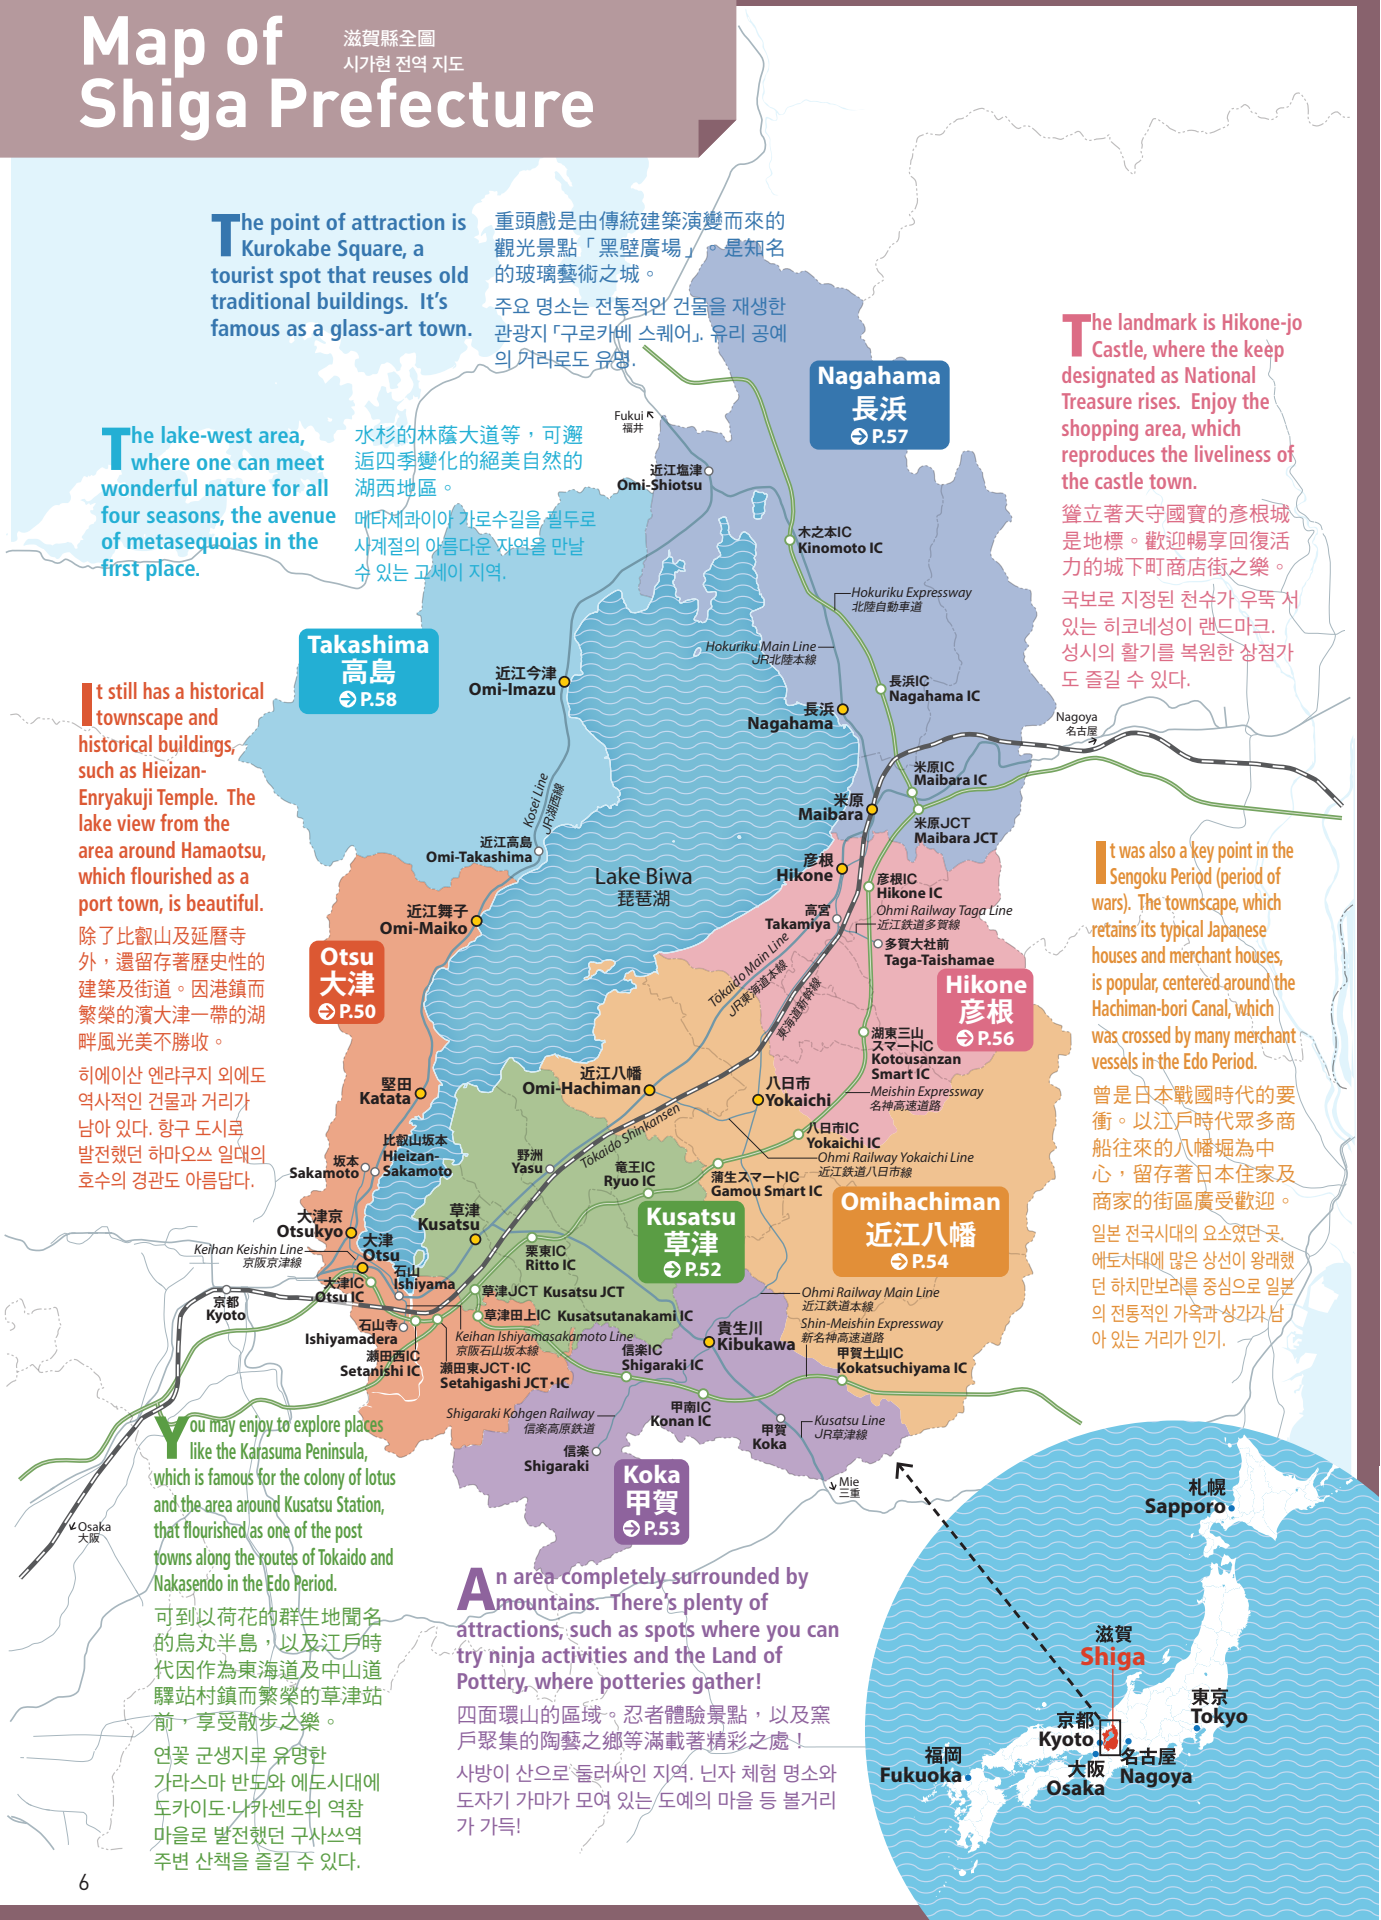 Map of
Shiga Prefecture
滋賀縣全圖
시가현 전역 지도
The point of attraction is
Kurokabe Square, a
tourist spot that reuses old
traditional buildings. It's
famous as a glass-art town.
重頭戲是由傳統建築演變而來的
觀光景點「黑壁廣場」。是知名
的玻璃藝術之城。
주요 명소는 전통적인 건물을 재생한
관광지 「구로카베 스퀘어」. 유리 공예
의 거리로도 유명.
The landmark is Hikone-jo
Castle, where the keep
designated as National
Treasure rises. Enjoy the
shopping area, which
reproduces the liveliness of
the castle town.
聳立著天守國寶的彥根城
是地標。歡迎暢享回復活
力的城下町商店街之樂。
국보로 지정된 천수가 우뚝 서
있는 히코네성이 랜드마크.
성시의 활기를 복원한 상점가
도 즐길 수 있다.
The lake-west area,
where one can meet
wonderful nature for all
four seasons, the avenue
of metasequoias in the
first place.
水杉的林蔭大道等，可邂
逅四季變化的絕美自然的
湖西地區。
메타세콰이아 가로수길을 필두로
사계절의 아름다운 자연을 만날
수 있는 고세이 지역.
It still has a historical
townscape and
historical buildings,
such as Hieizan-
Enryakuji Temple. The
lake view from the
area around Hamaotsu,
which flourished as a
port town, is beautiful.
除了比叡山及延曆寺
外，還留存著歷史性的
建築及街道。因港鎮而
繁榮的濱大津一帶的湖
畔風光美不勝收。
히에이산 엔랴쿠지 외에도
역사적인 건물과 거리가
남아 있다. 항구 도시로
발전했던 하마오쓰 일대의
호수의 경관도 아름답다.
It was also a key point in the
Sengoku Period (period of
wars). The townscape, which
retains its typical Japanese
houses and merchant houses,
is popular, centered around the
Hachiman-bori Canal, which
was crossed by many merchant
vessels in the Edo Period.
曾是日本戰國時代的要
衝。以江戶時代眾多商
船往來的八幡堀為中
心，留存著日本住家及
商家的街區廣受歡迎。
일본 전국시대의 요소였던 곳.
에도시대에 많은 상선이 왕래했
던 하치만보리를 중심으로 일본
의 전통적인 가옥과 상가가 남
아 있는 거리가 인기.
You may enjoy to explore places
like the Karasuma Peninsula,
which is famous for the colony of lotus
and the area around Kusatsu Station,
that flourished as one of the post
towns along the routes of Tokaido and
Nakasendo in the Edo Period.
可到以荷花的群生地聞名
的烏丸半島，以及江戶時
代因作為東海道及中山道
驛站村鎮而繁榮的草津站
前，享受散步之樂。
연꽃 군생지로 유명한
가라스마 반도와 에도시대에
도카이도·나카센도의 역참
마을로 발전했던 구사쓰역
주변 산책을 즐길 수 있다.
An area completely surrounded by
mountains. There's plenty of
attractions, such as spots where you can
try ninja activities and the Land of
Pottery, where potteries gather!
四面環山的區域。忍者體驗景點，以及窯
戶聚集的陶藝之鄉等滿載著精彩之處！
사방이 산으로 둘러싸인 지역. 닌자 체험 명소와
도자기 가마가 모여 있는 도예의 마을 등 볼거리
가 가득!
Nagahama
長浜
P.57
Takashima
高島
P.58
Otsu
大津
P.50
Hikone
彦根
P.56
Kusatsu
草津
P.52
Omihachiman
近江八幡
P.54
Koka
甲賀
P.53
Fukui
福井
近江塩津
Omi-Shiotsu
木之本IC
Kinomoto IC
Hokuriku Expressway
北陸自動車道
Hokuriku Main Line
JR北陸本線
近江今津
Omi-Imazu
長浜IC
Nagahama IC
長浜
Nagahama
Nagoya
名古屋
米原IC
Maibara IC
米原
Maibara
米原JCT
Maibara JCT
Kosei Line
JR湖西線
近江高島
Omi-Takashima
Lake Biwa
琵琶湖
彦根
Hikone
彦根IC
Hikone IC
高宮
Takamiya
Ohmi Railway Taga Line
近江鉄道多賀線
多賀大社前
Taga-Taishamae
近江舞子
Omi-Maiko
Tōkaido Main Line
JR東海道本線
東海道新幹線
湖東三山
スマートIC
Kotousanzan
Smart IC
Meishin Expressway
名神高速道路
近江八幡
Omi-Hachiman
八日市
Yokaichi
八日市IC
Yokaichi IC
堅田
Katata
Tōkaido Shinkansen
Ohmi Railway Yokaichi Line
近江鉄道八日市線
比叡山坂本
Hieizan-
Sakamoto
坂本
Sakamoto
野洲
Yasu
竜王IC
Ryuo IC
蒲生スマートIC
Gamou Smart IC
大津京
Otsukyo
草津
Kusatsu
Keihan Keishin Line
京阪京津線
大津
Otsu
栗東IC
Ritto IC
石山
Ishiyama
大津IC
Otsu IC
草津JCT Kusatsu JCT
京都
Kyoto
草津田上IC Kusatsutanakami IC
石山寺
Ishiyamadera
Keihan Ishiyamasakamoto Line
京阪石山坂本線
Ohmi Railway Main Line
近江鉄道本線
Shin-Meishin Expressway
新名神高速道路
貴生川
Kibukawa
瀬田西IC
Setanishi IC
瀬田東JCT・IC
Setahigashi JCT・IC
信楽IC
Shigaraki IC
甲賀土山IC
Kokatsuchiyama IC
Shigaraki Kohgen Railway
信楽高原鉄道
甲南IC
Konan IC
甲賀
Koka
Kusatsu Line
JR草津線
信楽
Shigaraki
Mie
三重
Osaka
大阪
札幌
Sapporo
滋賀
Shiga
東京
Tokyo
京都
Kyoto
名古屋
Nagoya
大阪
Osaka
福岡
Fukuoka
6